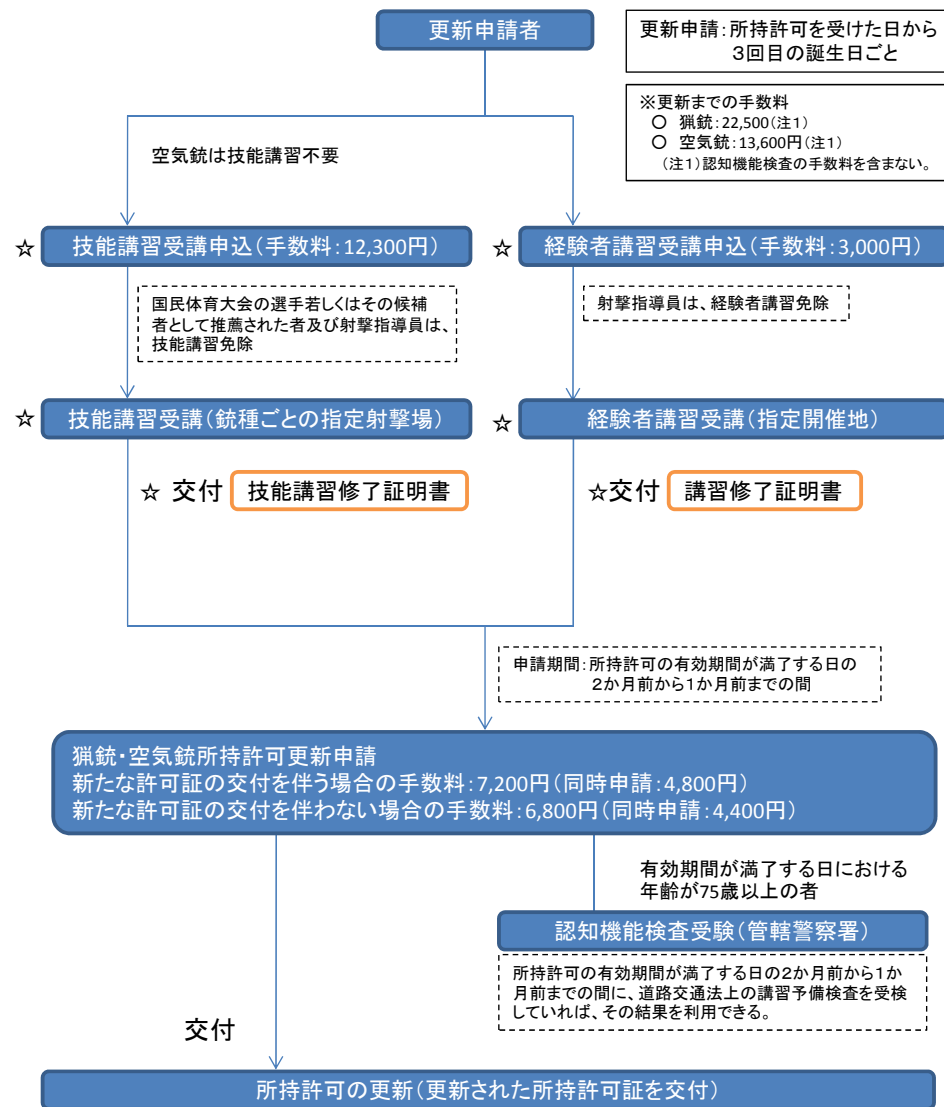 更新申請者
更新申請：所持許可を受けた日から
３回目の誕生日ごと
※更新までの手数料
○ 猟銃：22,500（注１）
○ 空気銃：13,600円（注１）
（注１）認知機能検査の手数料を含まない。
空気銃は技能講習不要
☆ 技能講習受講申込（手数料：12,300円）
☆ 経験者講習受講申込（手数料：3,000円）
国民体育大会の選手若しくはその候補
者として推薦された者及び射撃指導員は、
技能講習免除
射撃指導員は、経験者講習免除
☆ 技能講習受講（銃種ごとの指定射撃場）
☆ 経験者講習受講（指定開催地）
☆ 交付 技能講習修了証明書
☆交付 講習修了証明書
申請期間：所持許可の有効期間が満了する日の
２か月前から１か月前までの間
猟銃・空気銃所持許可更新申請
新たな許可証の交付を伴う場合の手数料：7,200円（同時申請：4,800円）
新たな許可証の交付を伴わない場合の手数料：6,800円（同時申請：4,400円）
有効期間が満了する日における
年齢が75歳以上の者
認知機能検査受験（管轄警察署）
所持許可の有効期間が満了する日の２か月前から１か
月前までの間に、道路交通法上の講習予備検査を受検
していれば、その結果を利用できる。
交付
所持許可の更新（更新された所持許可証を交付）